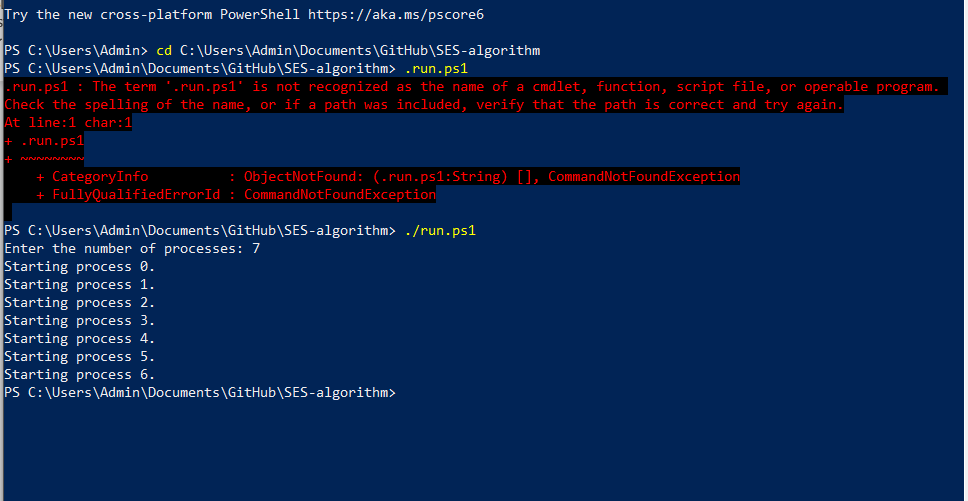 Try the new cross-platform PowerShell https://aka.ms/pscore6
PS C:\Users\Admin> cd C:\Users\Admin\Documents\GitHub\SES-algorithm
PS C:\Users\Admin\Documents\GitHub\SES-algorithm> .run.ps1
.run.ps1 : The term '.run.ps1' is not recognized as the name of a cmdlet, function, script file, or operable program.
Check the spelling of the name, or if a path was included, verify that the path is correct and try again.
At line:1 char:1
+ .run.ps1
+ ~~~~~~~~
    + CategoryInfo          : ObjectNotFound: (.run.ps1:String) [], CommandNotFoundException
    + FullyQualifiedErrorId : CommandNotFoundException
PS C:\Users\Admin\Documents\GitHub\SES-algorithm> ./run.ps1
Enter the number of processes: 7
Starting process 0.
Starting process 1.
Starting process 2.
Starting process 3.
Starting process 4.
Starting process 5.
Starting process 6.
PS C:\Users\Admin\Documents\GitHub\SES-algorithm>